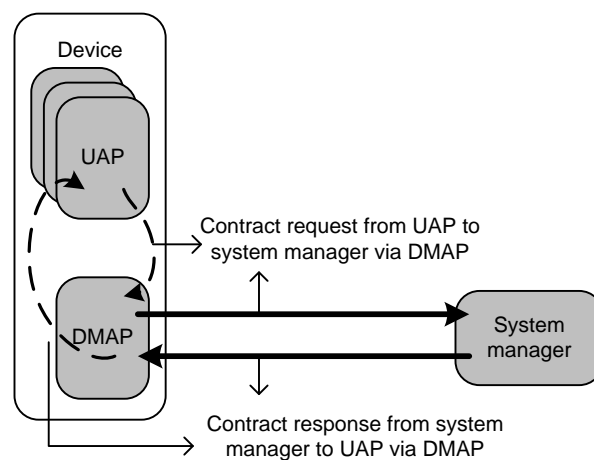 Device
UAP
Contract request from UAP to
system manager via DMAP
DMAP
System
manager
Contract response from system
manager to UAP via DMAP